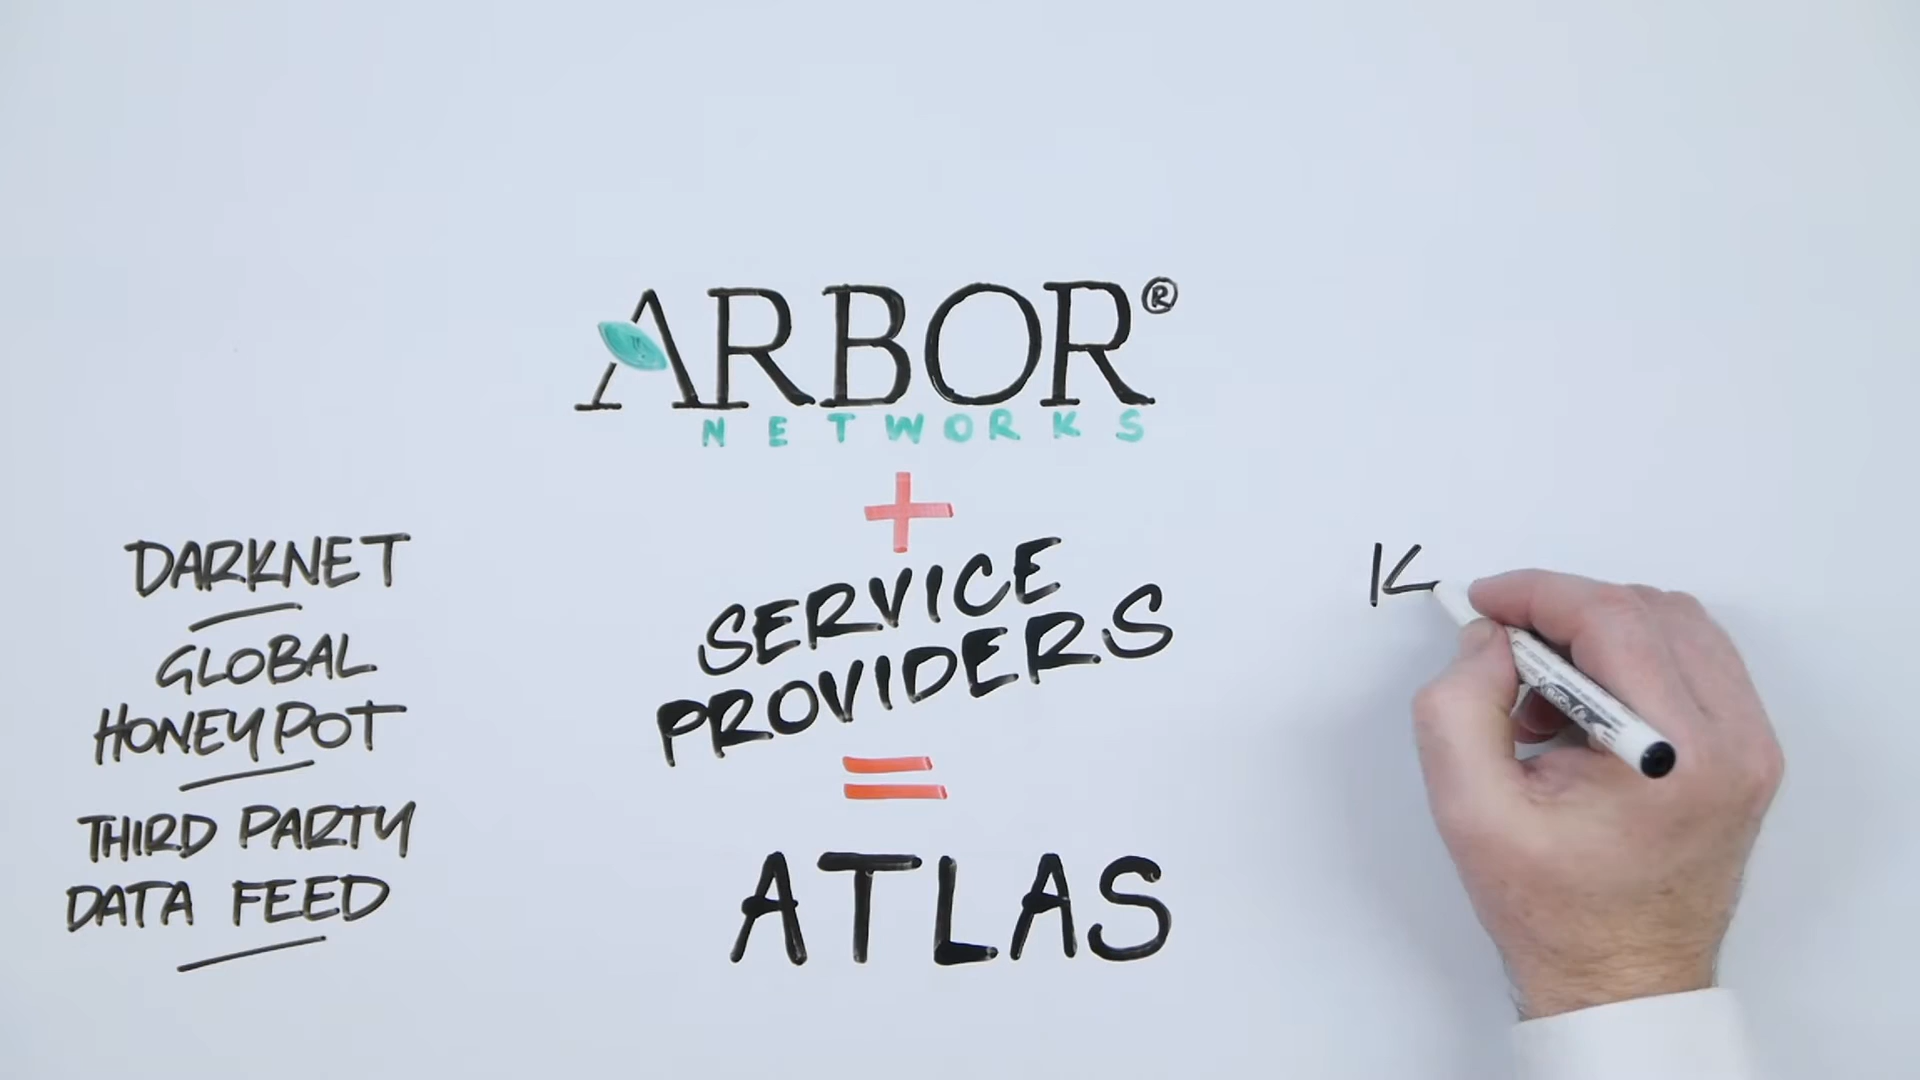 ARBOR®
NETWORKS
+
SERVICE
PROVIDERS
=
ATLAS
DARKNET
GLOBAL
HONEYPOT
THIRD PARTY
DATA FEED
K